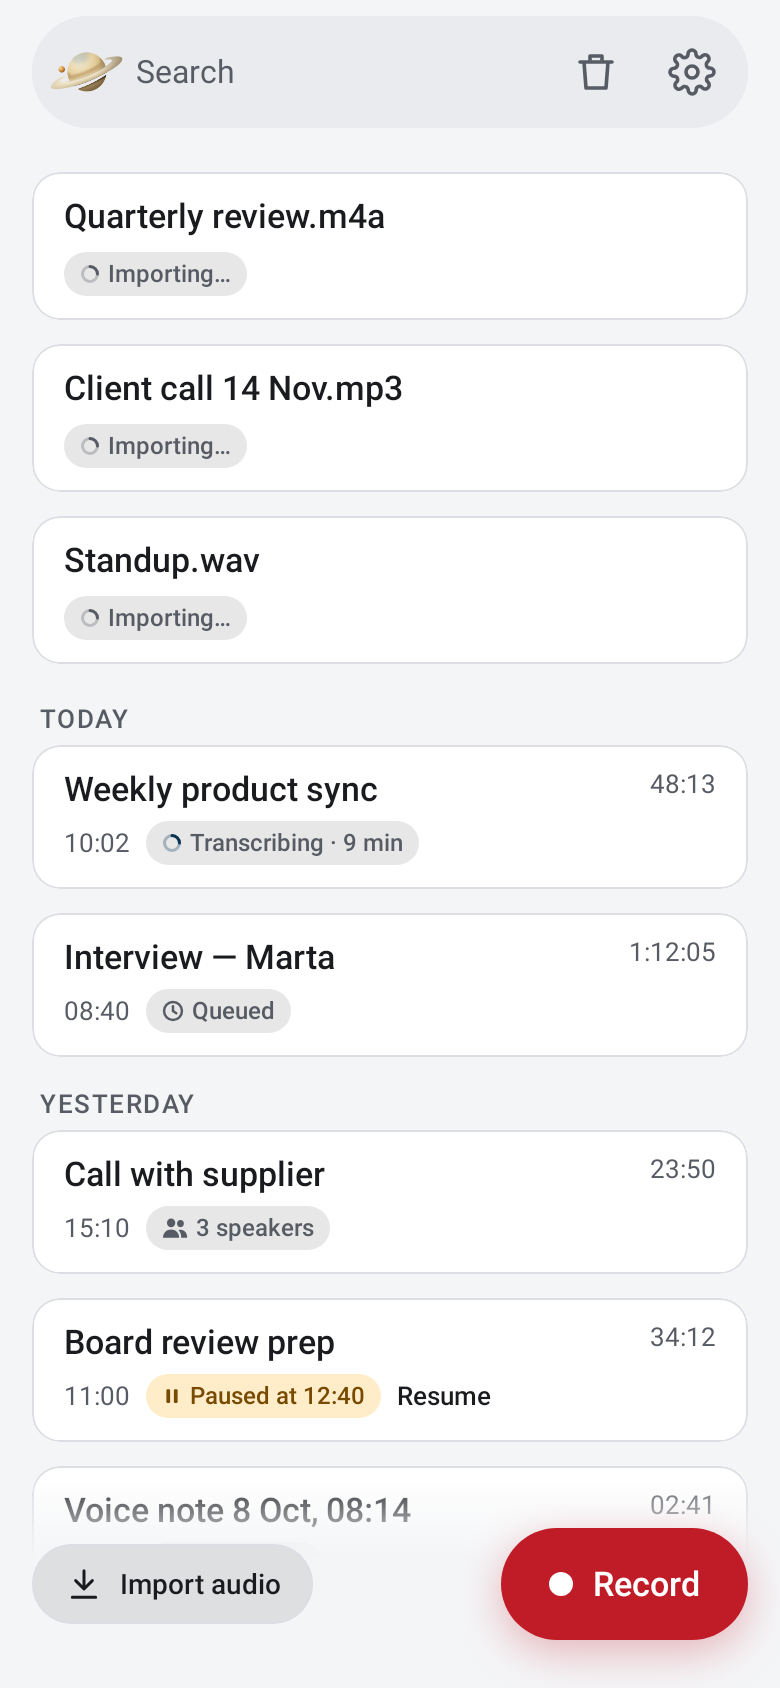 Search
Quarterly review.m4a
Importing...
Client call 14 Nov.mp3
Importing...
Standup.wav
Importing...
TODAY
Weekly product sync 48:13
10:02 Transcribing · 9 min
Interview — Marta 1:12:05
08:40 Queued
YESTERDAY
Call with supplier 23:50
15:10 3 speakers
Board review prep 34:12
11:00 Paused at 12:40 Resume
Voice note 8 Oct, 08:14 02:41
Import audio Record